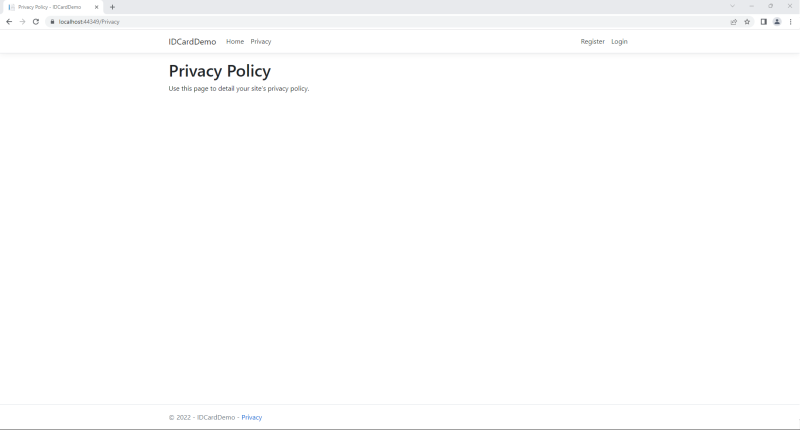 Privacy Policy - IDCardDemo
localhost:44349/Privacy
IDCardDemo Home Privacy Register Login
Privacy Policy
Use this page to detail your site's privacy policy.
© 2022 - IDCardDemo - Privacy